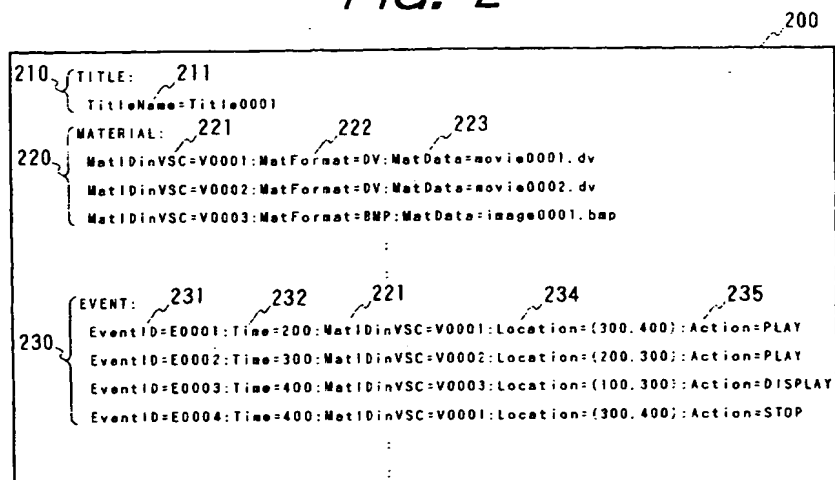 FIG. 2
200
210 TITLE: 211
TitleName=Title0001
220 MATERIAL: 221 222 223
MatIDinVSC=V0001:MatFormat=DV:MatData=movie0001.dv
MatIDinVSC=V0002:MatFormat=DV:MatData=movie0002.dv
MatIDinVSC=V0003:MatFormat=BMP:MatData=image0001.bmp
:
:
230 EVENT: 231 232 221 234 235
EventID=E0001:Time=200:MatIDinVSC=V0001:Location=(300,400):Action=PLAY
EventID=E0002:Time=300:MatIDinVSC=V0002:Location=(200,300):Action=PLAY
EventID=E0003:Time=400:MatIDinVSC=V0003:Location=(100,300):Action=DISPLAY
EventID=E0004:Time=400:MatIDinVSC=V0001:Location=(300,400):Action=STOP
:
: